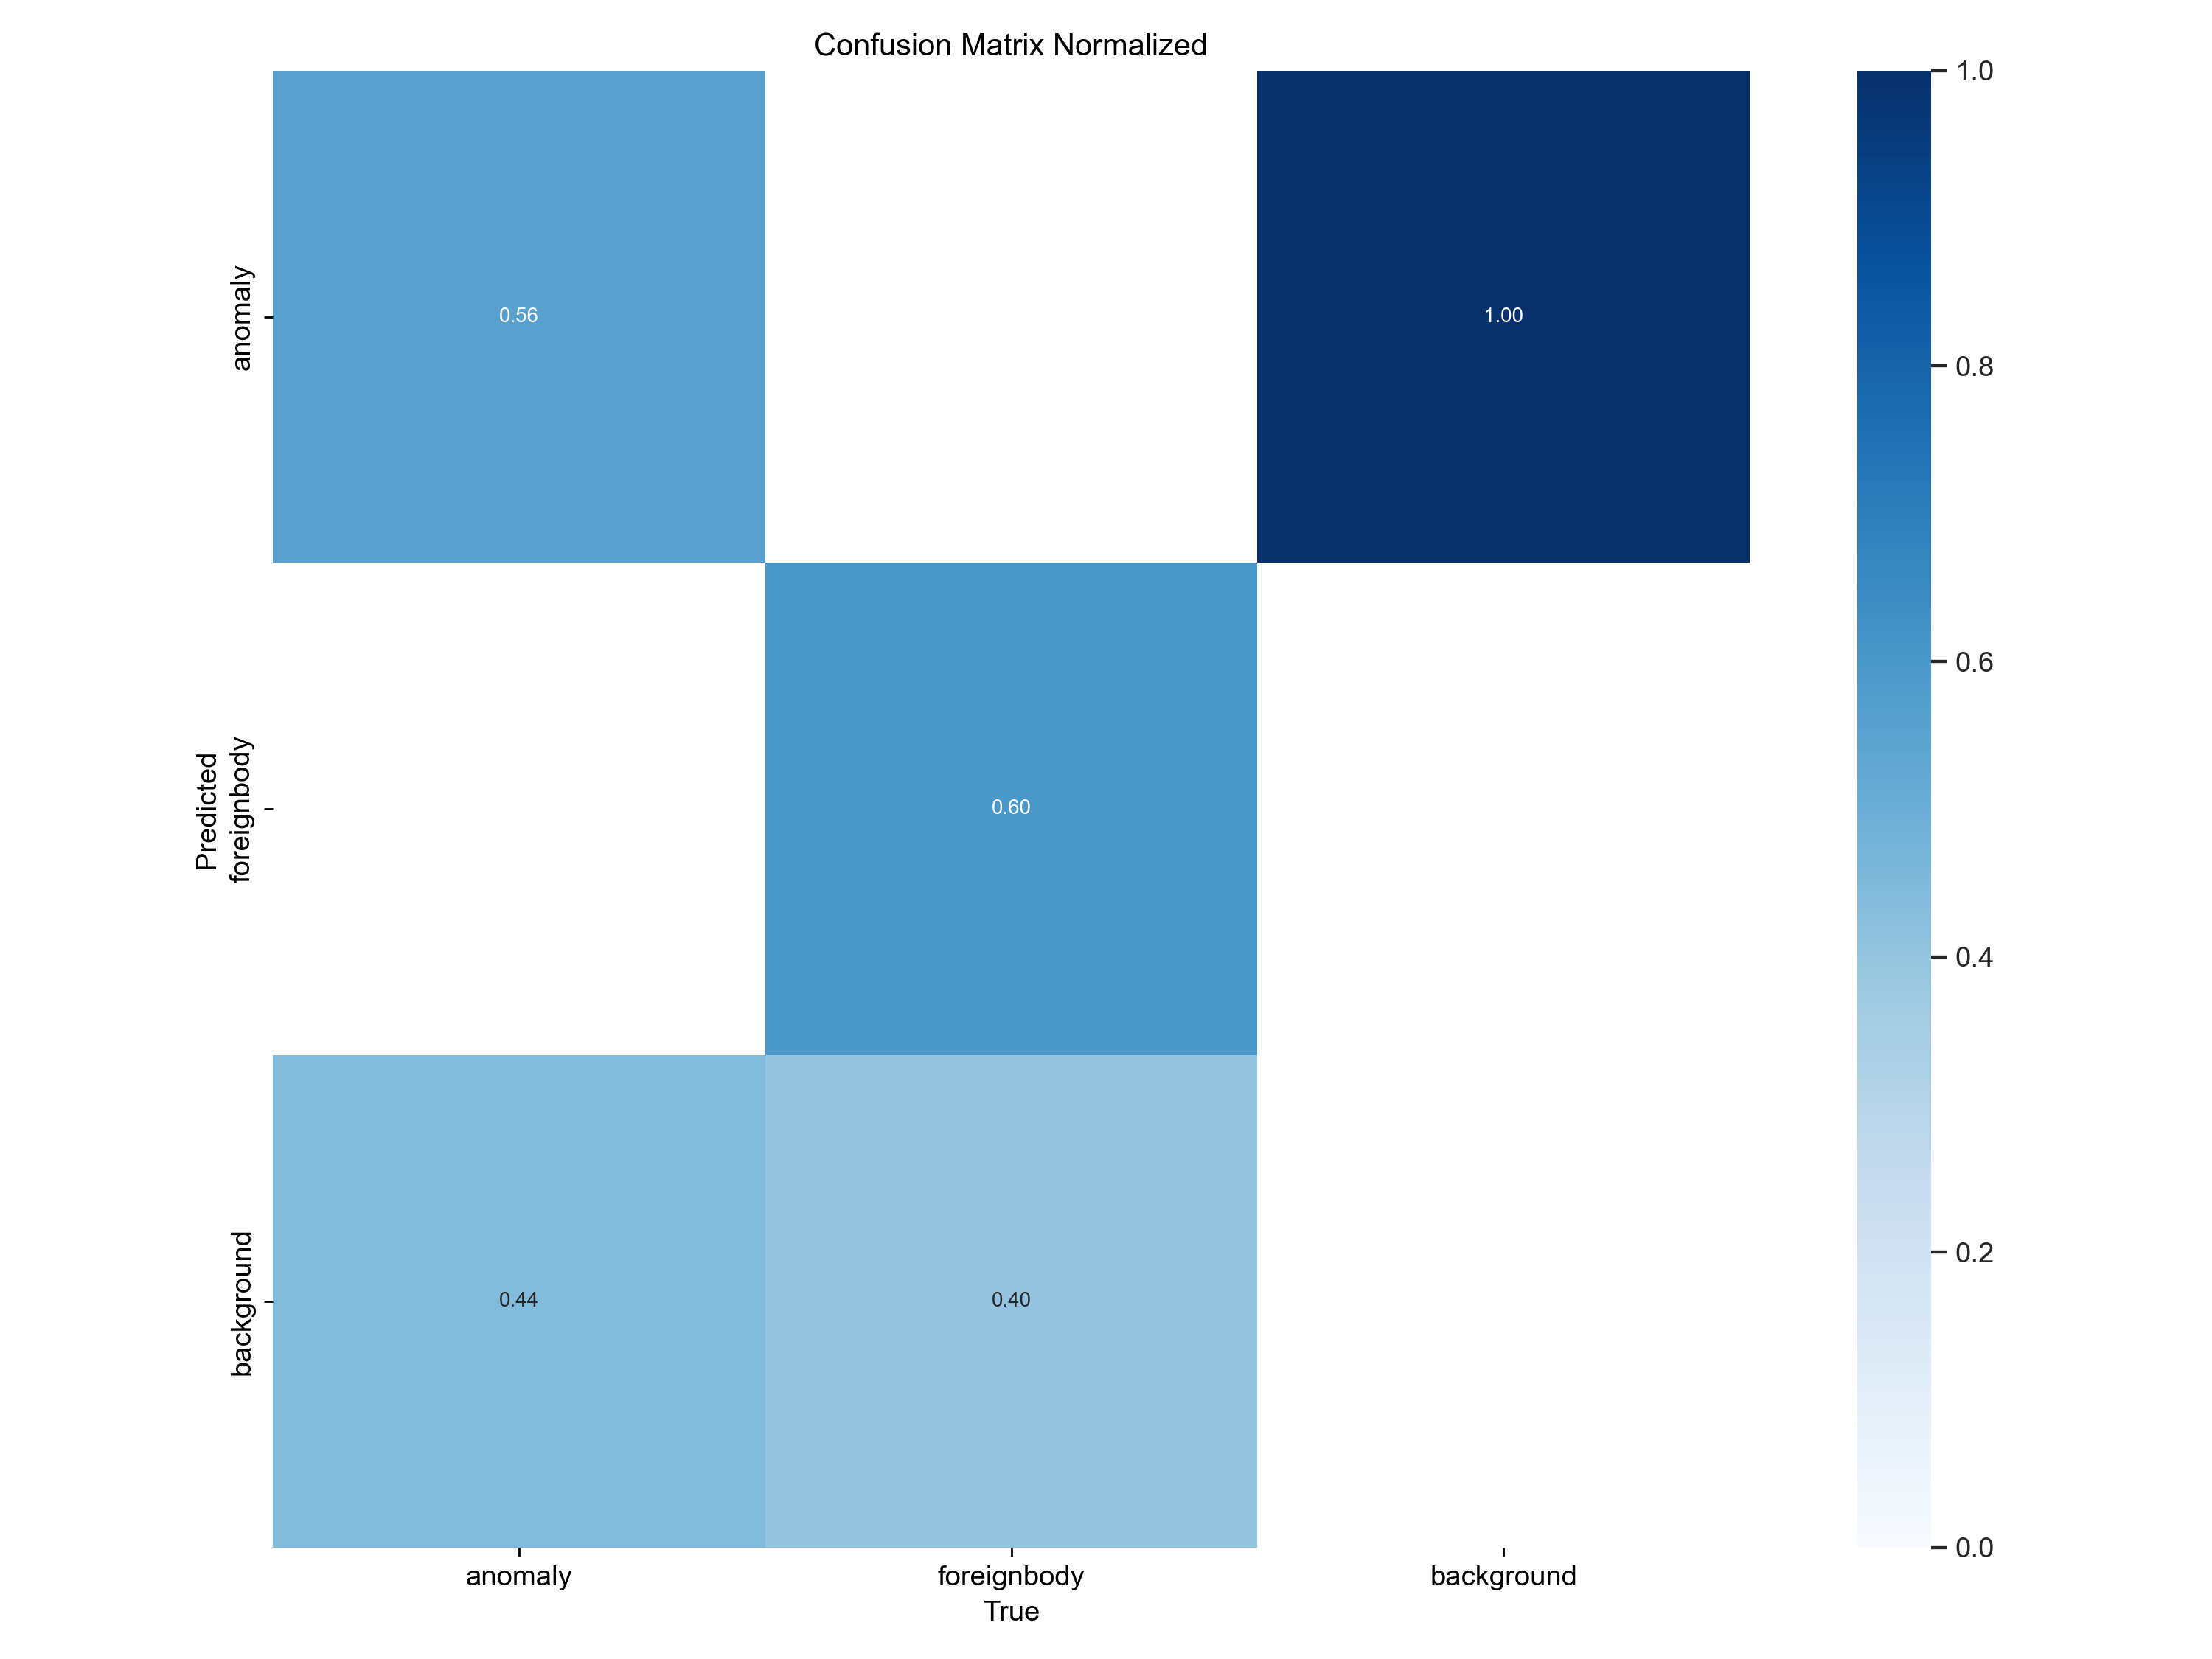 Confusion Matrix Normalized
1.0
anomaly
0.56
1.00
0.8
0.6
Predicted
foreignbody
0.60
0.4
background
0.44
0.40
0.2
0.0
anomaly
foreignbody
background
True